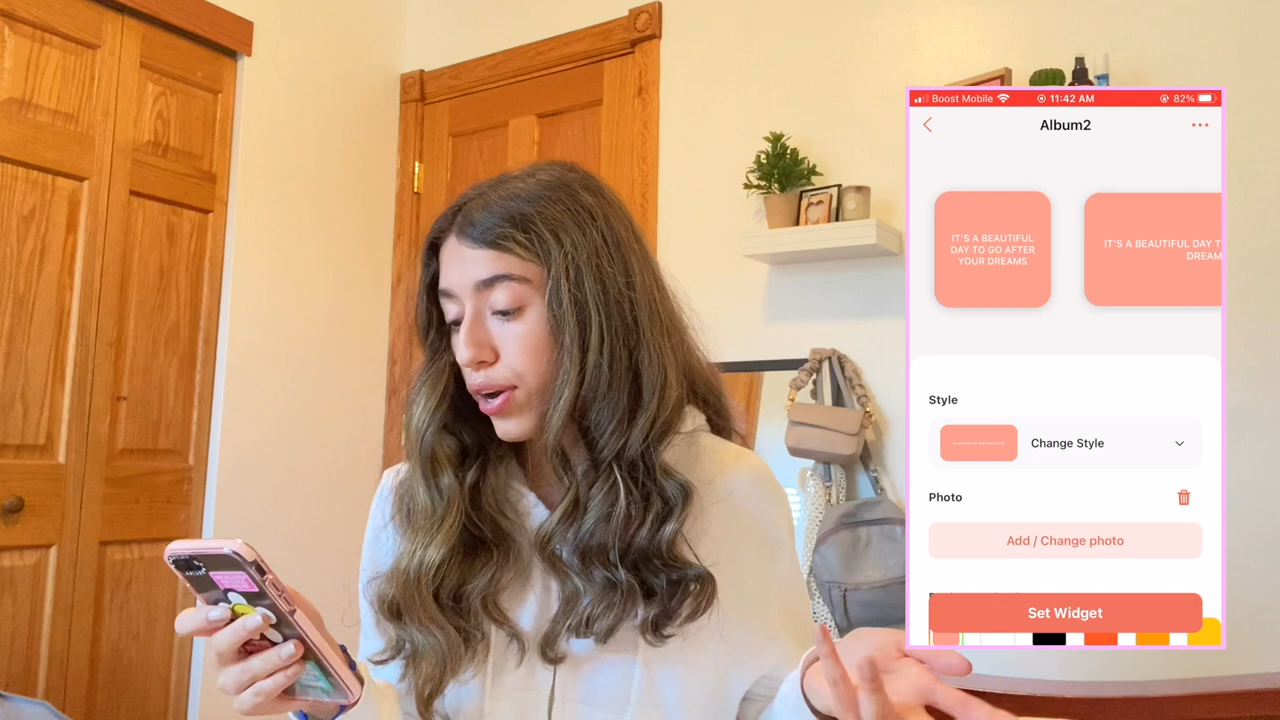 Boost Mobile
11:42 AM
82%
Album2
IT'S A BEAUTIFUL
DAY TO GO AFTER
YOUR DREAMS
IT'S A BEAUTIFUL DAY T
DREAM
Style
Change Style
Photo
Add / Change photo
Set Widget